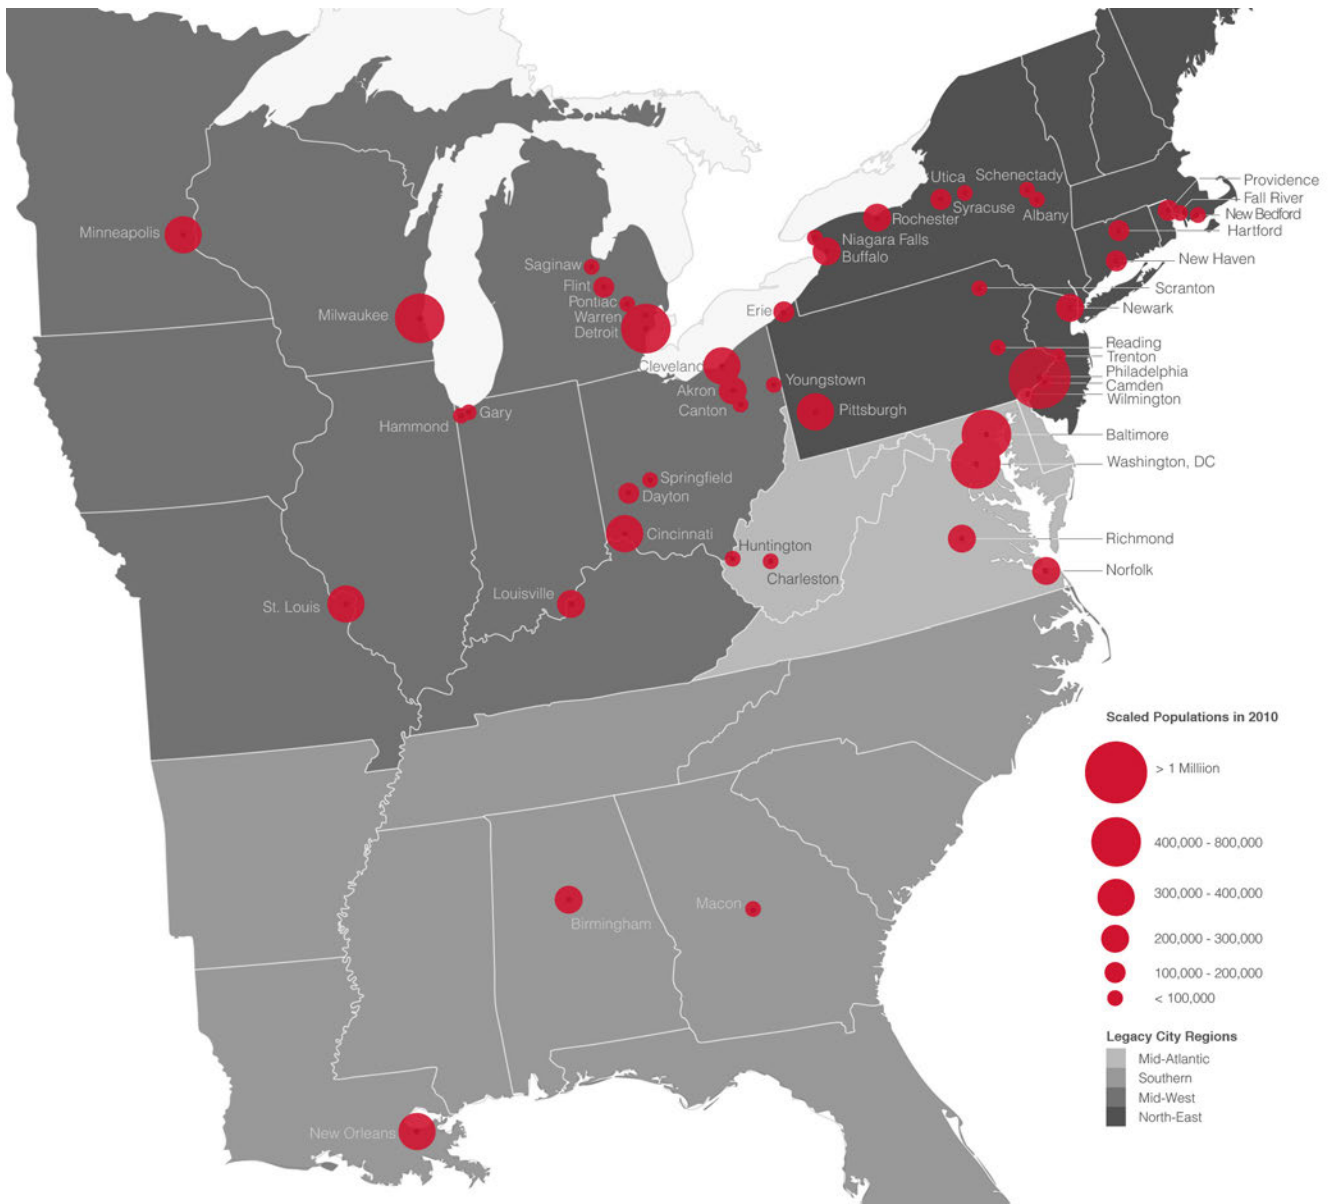 Utica
Schenectady
Providence
Fall River
New Bedford
Hartford
Syracuse
Albany
Rochester
Niagara Falls
Buffalo
Minneapolis
New Haven
Saginaw
Flint
Scranton
Pontiac
Milwaukee
Warren
Erie
Newark
Detroit
Reading
Trenton
Cleveland
Philadelphia
Youngstown
Camden
Akron
Wilmington
Canton
Pittsburgh
Gary
Hammond
Baltimore
Washington, DC
Springfield
Dayton
Cincinnati
Richmond
Huntington
Norfolk
Charleston
Louisville
St. Louis
Scaled Populations in 2010
> 1 Milliion
400,000 - 800,000
300,000 - 400,000
Macon
Birmingham
200,000 - 300,000
100,000 - 200,000
< 100,000
Legacy City Regions
Mid-Atlantic
Southern
Mid-West
North-East
New Orleans